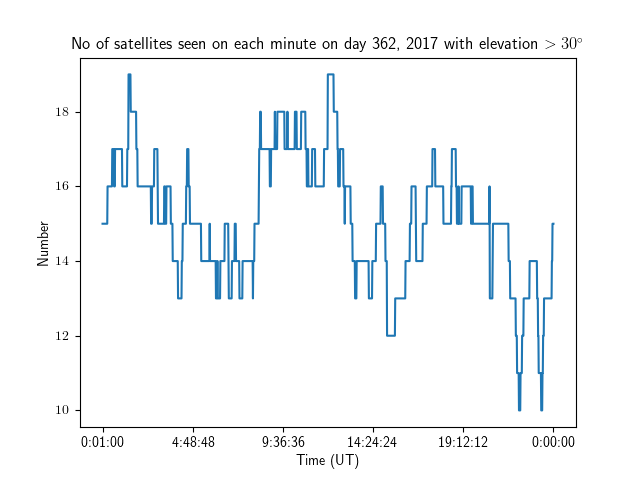 No of satellites seen on each minute on day 362, 2017 with elevation > 30°
18
16
14
12
10
Number
0:01:00 4:48:48 9:36:36 14:24:24 19:12:12 0:00:00
Time (UT)